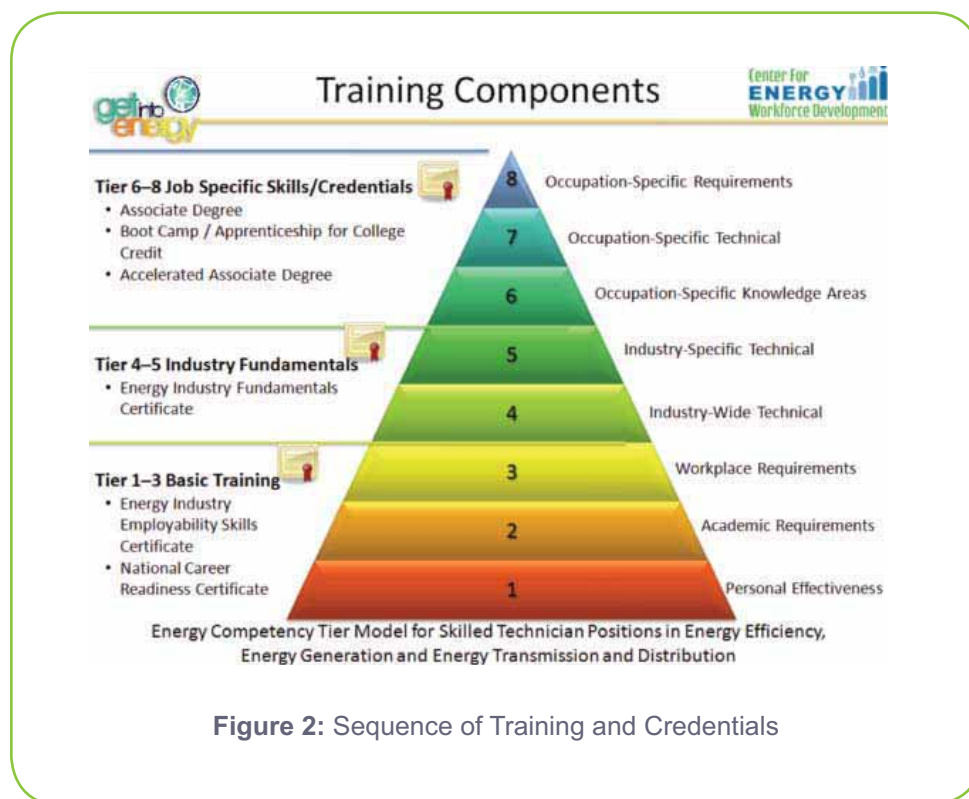 get into
energy
Training Components
Center For
ENERGY
Workforce Development
Tier 6–8 Job Specific Skills/Credentials
• Associate Degree
• Boot Camp / Apprenticeship for College
Credit
• Accelerated Associate Degree
Tier 4–5 Industry Fundamentals
• Energy Industry Fundamentals
Certificate
Tier 1–3 Basic Training
• Energy Industry
Employability Skills
Certificate
• National Career
Readiness Certificate
8 Occupation-Specific Requirements
7 Occupation-Specific Technical
6 Occupation-Specific Knowledge Areas
5 Industry-Specific Technical
4 Industry-Wide Technical
3 Workplace Requirements
2 Academic Requirements
1 Personal Effectiveness
Energy Competency Tier Model for Skilled Technician Positions in Energy Efficiency,
Energy Generation and Energy Transmission and Distribution
Figure 2: Sequence of Training and Credentials